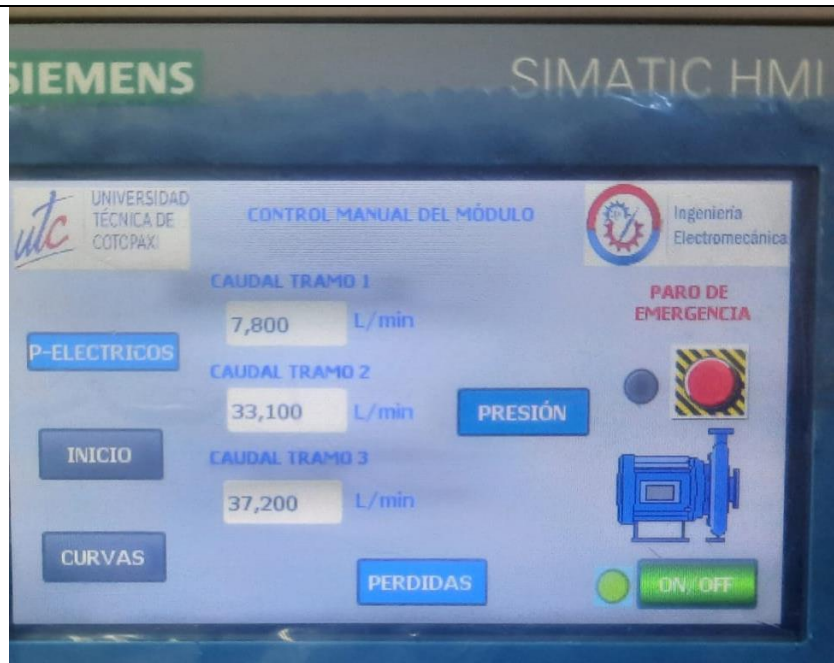 SIEMENS
SIMATIC HMI
utc
UNIVERSIDAD
TÉCNICA DE
COTOPAXI
CONTROL MANUAL DEL MÓDULO
Ingeniería
Electromecánica
CAUDAL TRAMO 1
7,800 L/min
PARO DE
EMERGENCIA
P-ELECTRICOS
CAUDAL TRAMO 2
33,100 L/min
PRESIÓN
INICIO
CAUDAL TRAMO 3
37,200 L/min
CURVAS
PERDIDAS
ON/OFF